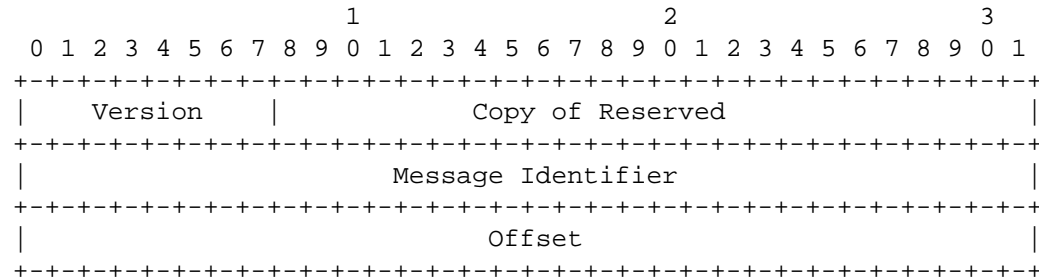 1                   2                   3
 0 1 2 3 4 5 6 7 8 9 0 1 2 3 4 5 6 7 8 9 0 1 2 3 4 5 6 7 8 9 0 1
+-+-+-+-+-+-+-+-+-+-+-+-+-+-+-+-+-+-+-+-+-+-+-+-+-+-+-+-+-+-+-+-+
|    Version    |            Copy of Reserved                   |
+-+-+-+-+-+-+-+-+-+-+-+-+-+-+-+-+-+-+-+-+-+-+-+-+-+-+-+-+-+-+-+-+
|                       Message Identifier                      |
+-+-+-+-+-+-+-+-+-+-+-+-+-+-+-+-+-+-+-+-+-+-+-+-+-+-+-+-+-+-+-+-+
|                             Offset                            |
+-+-+-+-+-+-+-+-+-+-+-+-+-+-+-+-+-+-+-+-+-+-+-+-+-+-+-+-+-+-+-+-+